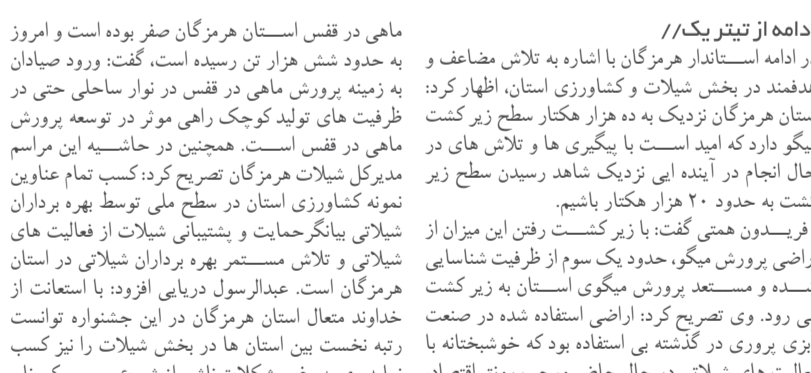 ادامه از تیتر یک//
در ادامه استاندار هرمزگان با اشاره به تلاش مضاعف و
هدفمند در بخش شیلات و کشاورزی استان، اظهار کرد:
استان هرمزگان نزدیک به ده هزار هکتار سطح زیر کشت
میگو دارد که امید است با پیگیری ها و تلاش های در
حال انجام در آینده ایی نزدیک شاهد رسیدن سطح زیر
کشت به حدود ۲۰ هزار هکتار باشیم.
فریدون همتی گفت: با زیر کشت رفتن این میزان از
اراضی پرورش میگو، حدود یک سوم از ظرفیت شناسایی
شده و مستعد پرورش میگوی استان به زیر کشت
می رود. وی تصریح کرد: اراضی استفاده شده در صنعت
آبزی پروری در گذشته بی استفاده بود که خوشبختانه با
ماهی در قفس استان هرمزگان صفر بوده است و امروز
به حدود شش هزار تن رسیده است، گفت: ورود صیادان
به زمینه پرورش ماهی در قفس در نوار ساحلی حتی در
ظرفیت های تولید کوچک راهی موثر در توسعه پرورش
ماهی در قفس است. همچنین در حاشیه این مراسم
مدیرکل شیلات هرمزگان تصریح کرد: کسب تمام عناوین
نمونه کشاورزی استان در سطح ملی توسط بهره برداران
شیلاتی بیانگرحمایت و پشتیبانی شیلات از فعالیت های
شیلاتی و تلاش مستمر بهره برداران شیلاتی در استان
هرمزگان است. عبدالرسول دریایی افزود: با استعانت از
خداوند متعال استان هرمزگان در این جشنواره توانست
رتبه نخست بین استان ها در بخش شیلات را نیز کسب